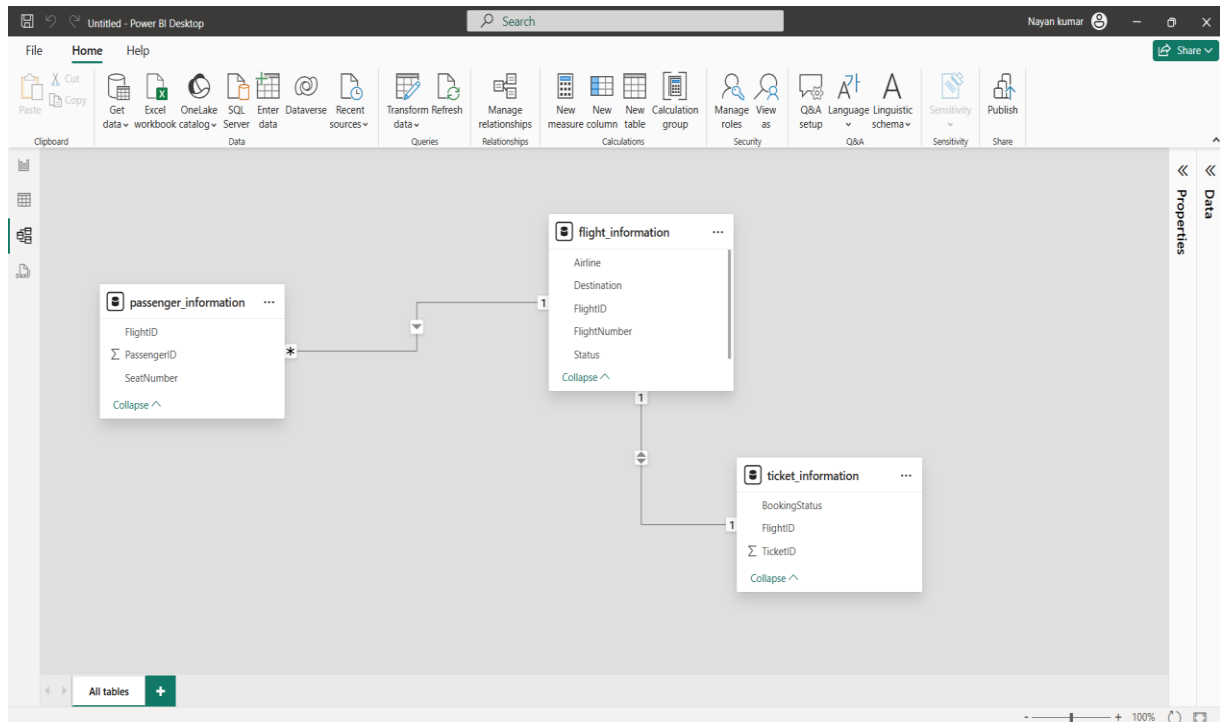 Untitled - Power BI Desktop
Search
Nayan kumar
File Home Help
Share
Paste
Cut
Copy
Clipboard
Get data
Excel workbook
OneLake catalog
SQL Server
Enter data
Dataverse
Recent sources
Data
Transform data
Refresh
Queries
Manage relationships
Relationships
New measure
New column
New table
Calculation group
Calculations
Manage roles
View as
Security
Q&A setup
Language
Linguistic schema
Q&A
Sensitivity
Sensitivity
Publish
Share
Properties
Data
flight_information
Airline
Destination
FlightID
FlightNumber
Status
Collapse
1
1
passenger_information
FlightID
∑ PassengerID
SeatNumber
Collapse
*
ticket_information
BookingStatus
FlightID
∑ TicketID
Collapse
1
All tables
+
- + 100%